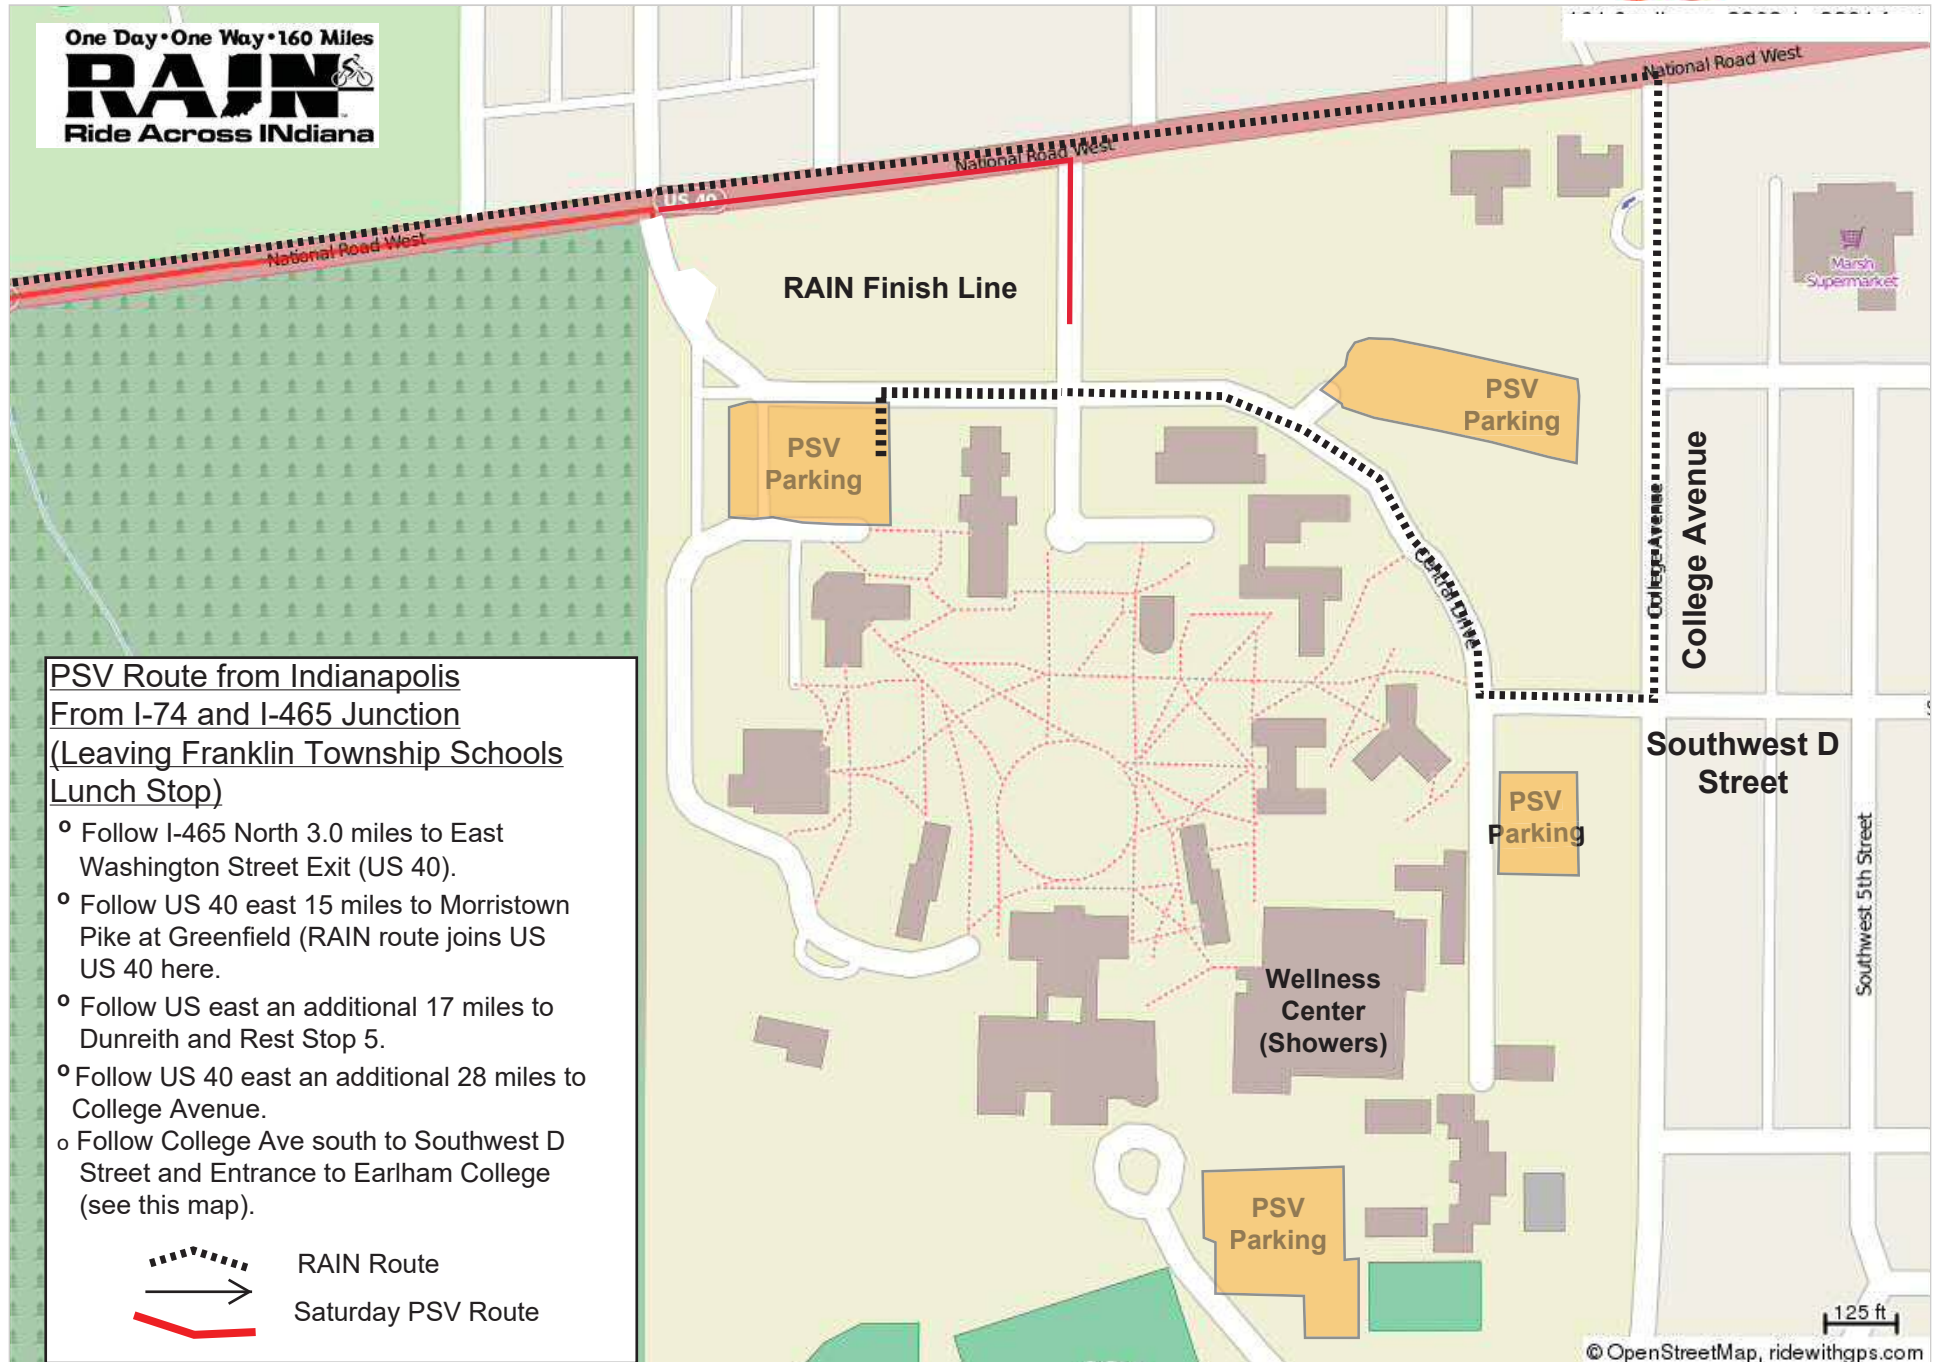 One Day•One Way•160 Miles
RAIN
Ride Across INdiana
National Road West
National Road West
US 40
National Road West
RAIN Finish Line
Marsh
Supermarket
PSV
Parking
PSV
Parking
College Avenue
College Avenue
Central Drive
Southwest D
Street
PSV
Parking
Southwest 5th Street
Wellness
Center
(Showers)
PSV
Parking
PSV Route from Indianapolis
From I-74 and I-465 Junction
(Leaving Franklin Township Schools
Lunch Stop)
o Follow I-465 North 3.0 miles to East
Washington Street Exit (US 40).
o Follow US 40 east 15 miles to Morristown
Pike at Greenfield (RAIN route joins US
US 40 here.
o Follow US east an additional 17 miles to
Dunreith and Rest Stop 5.
o Follow US 40 east an additional 28 miles to
College Avenue.
o Follow College Ave south to Southwest D
Street and Entrance to Earlham College
(see this map).
RAIN Route
Saturday PSV Route
125 ft
© OpenStreetMap, ridewithgps.com